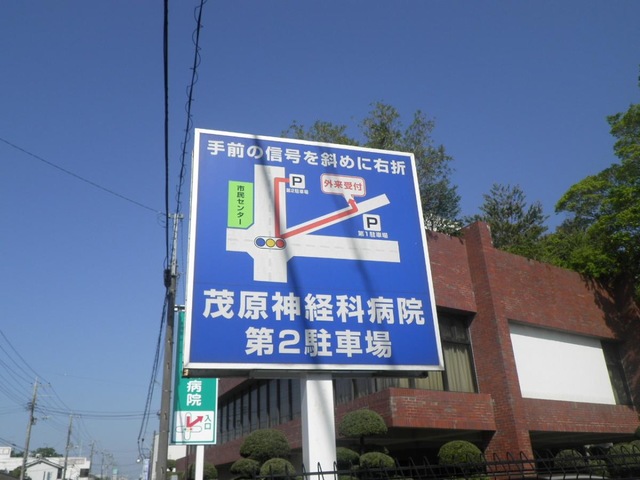 手前の信号を斜めに右折
市民センター
P
第2駐車場
外来受付
P
第1駐車場
茂原神経科病院
第2駐車場
病院
入口